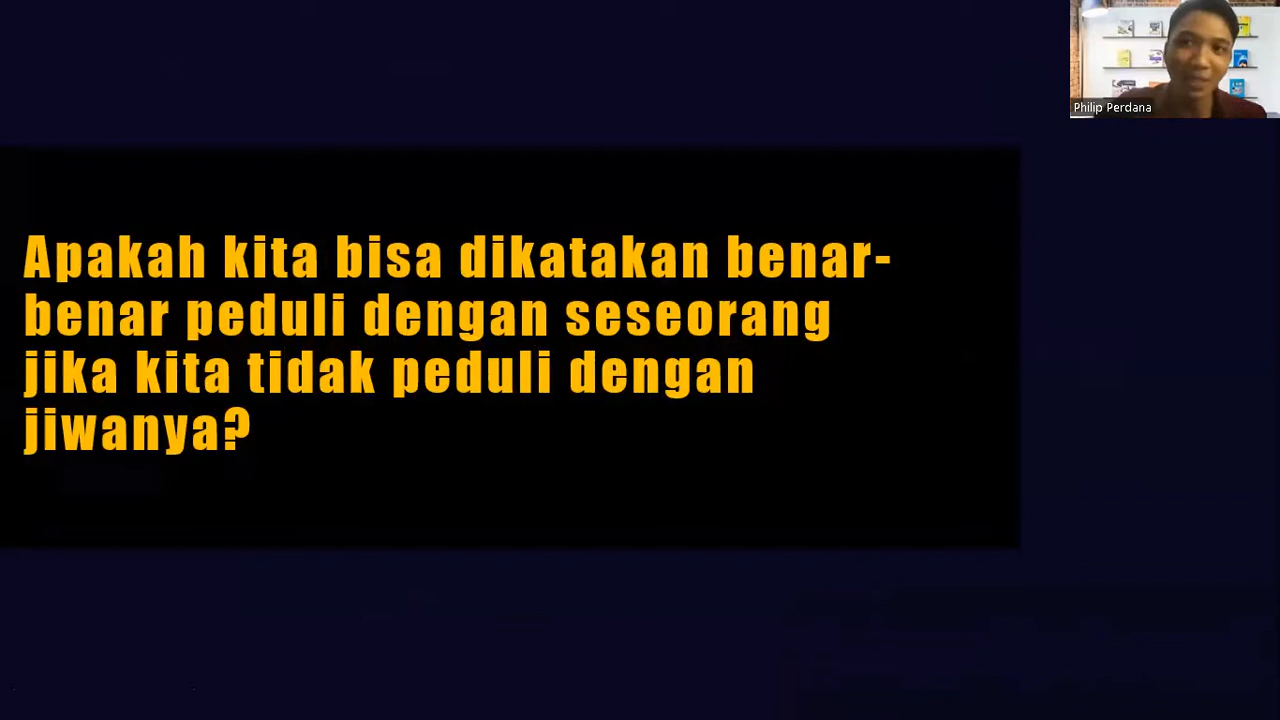 Philip Perdana
Apakah kita bisa dikatakan benar-
benar peduli dengan seseorang
jika kita tidak peduli dengan
jiwanya?